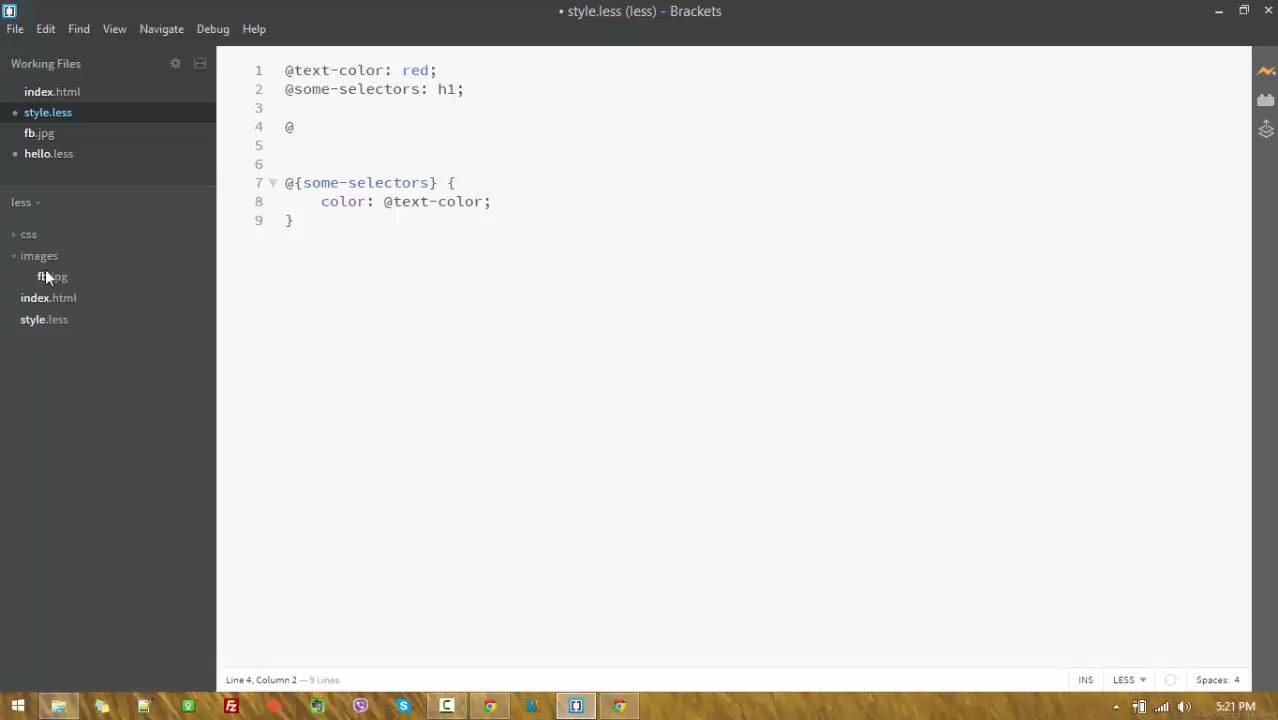 • style.less (less) - Brackets
File Edit Find View Navigate Debug Help
Working Files
index.html
style.less
fb.jpg
hello.less
less
css
images
fb.jpg
index.html
style.less
1 @text-color: red;
2 @some-selectors: h1;
3
4 @
5
6
7 @{some-selectors} {
8 color: @text-color;
9 }
Line 4, Column 2 — 9 Lines
INS LESS Spaces: 4
5:21 PM